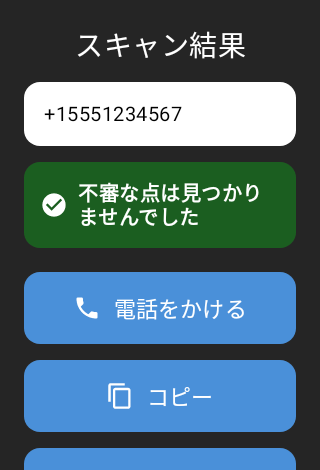 スキャン結果
+15551234567
不審な点は見つかり
ませんでした
電話をかける
コピー